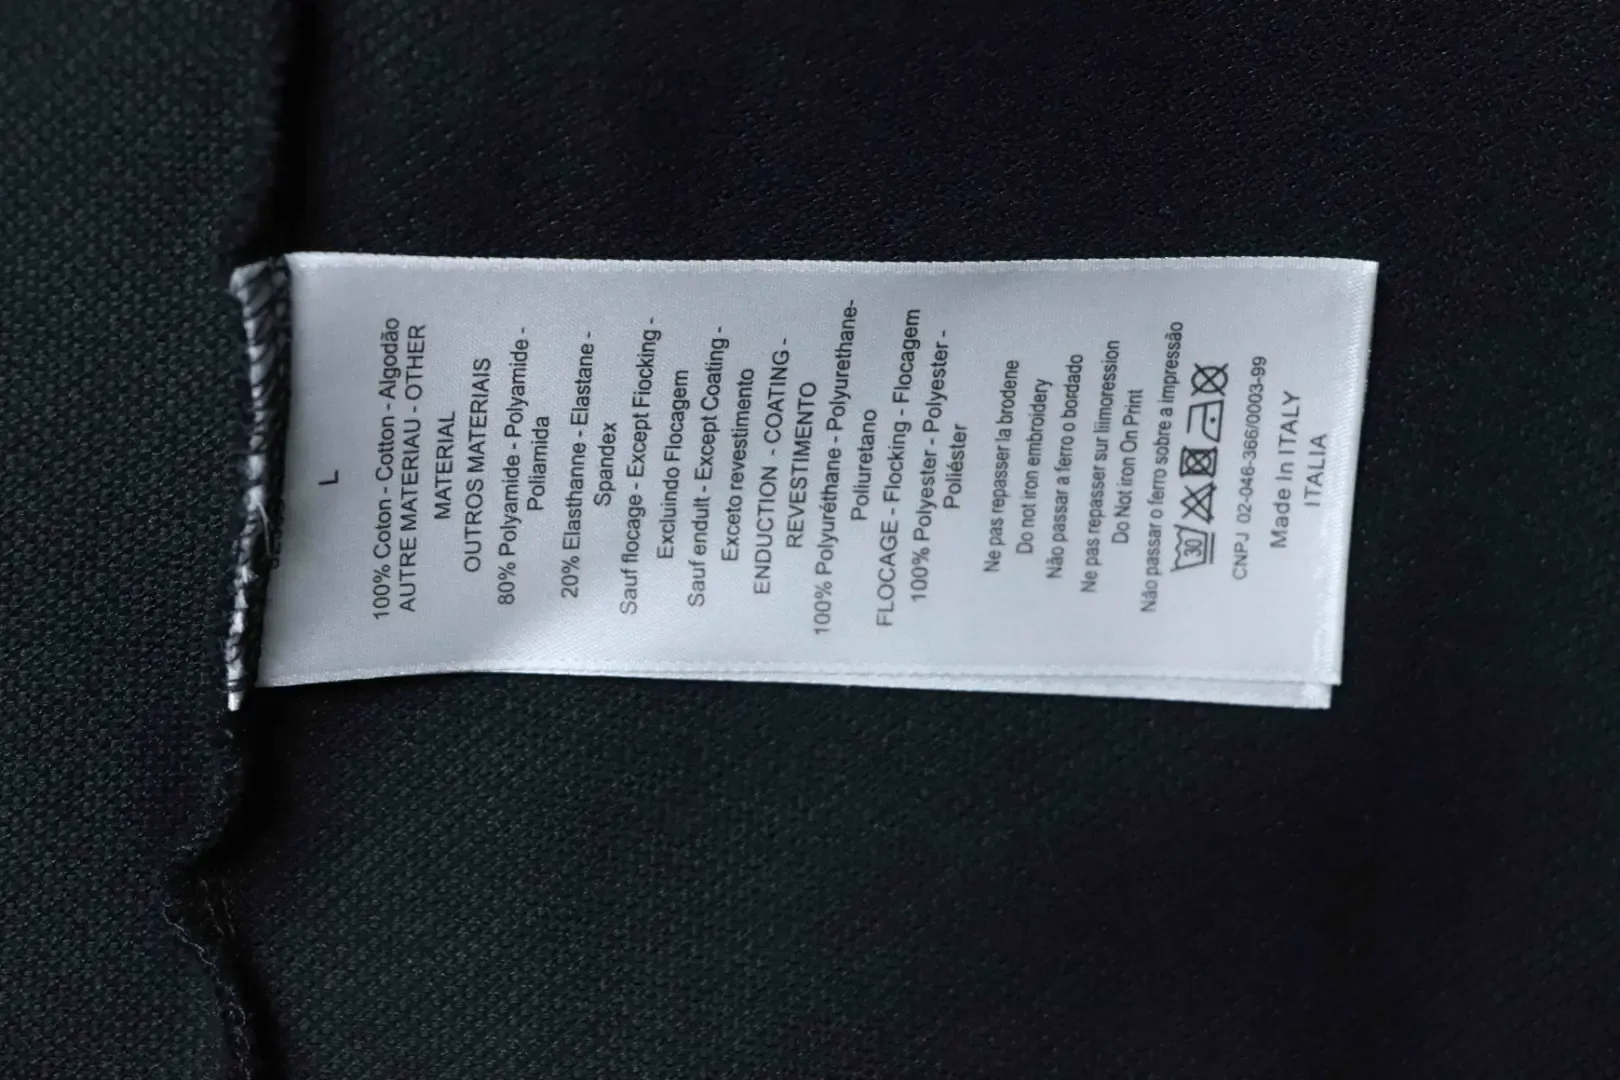 L
100% Coton - Cotton - Algodão
AUTRE MATERIAU - OTHER
MATERIAL
OUTROS MATERIAIS
80% Polyamide - Polyamide -
Poliamida
20% Elasthanne - Elastane -
Spandex
Sauf flocage - Except Fiocking -
Excluindo Flocagem
Sauf endult - Except Coating -
Exceto revestimento
ENDUCTION - COATING -
REVESTIMENTO
100% Polyuréthane - Polyurethane-
Poliuretano
FLOCAGE - Flocking - Flocagem
100% Polyester - Polyester -
Poliéster
Ne pas repasser la brodene
Do not iron embroidery
Não passar a ferro o bordado
Ne pas repasser sur limoression
Do Not iron On Print
Não passar o ferro sobre a impressão
30
CNPJ 02-046-366/0003-99
Made In ITALY
ITALIA